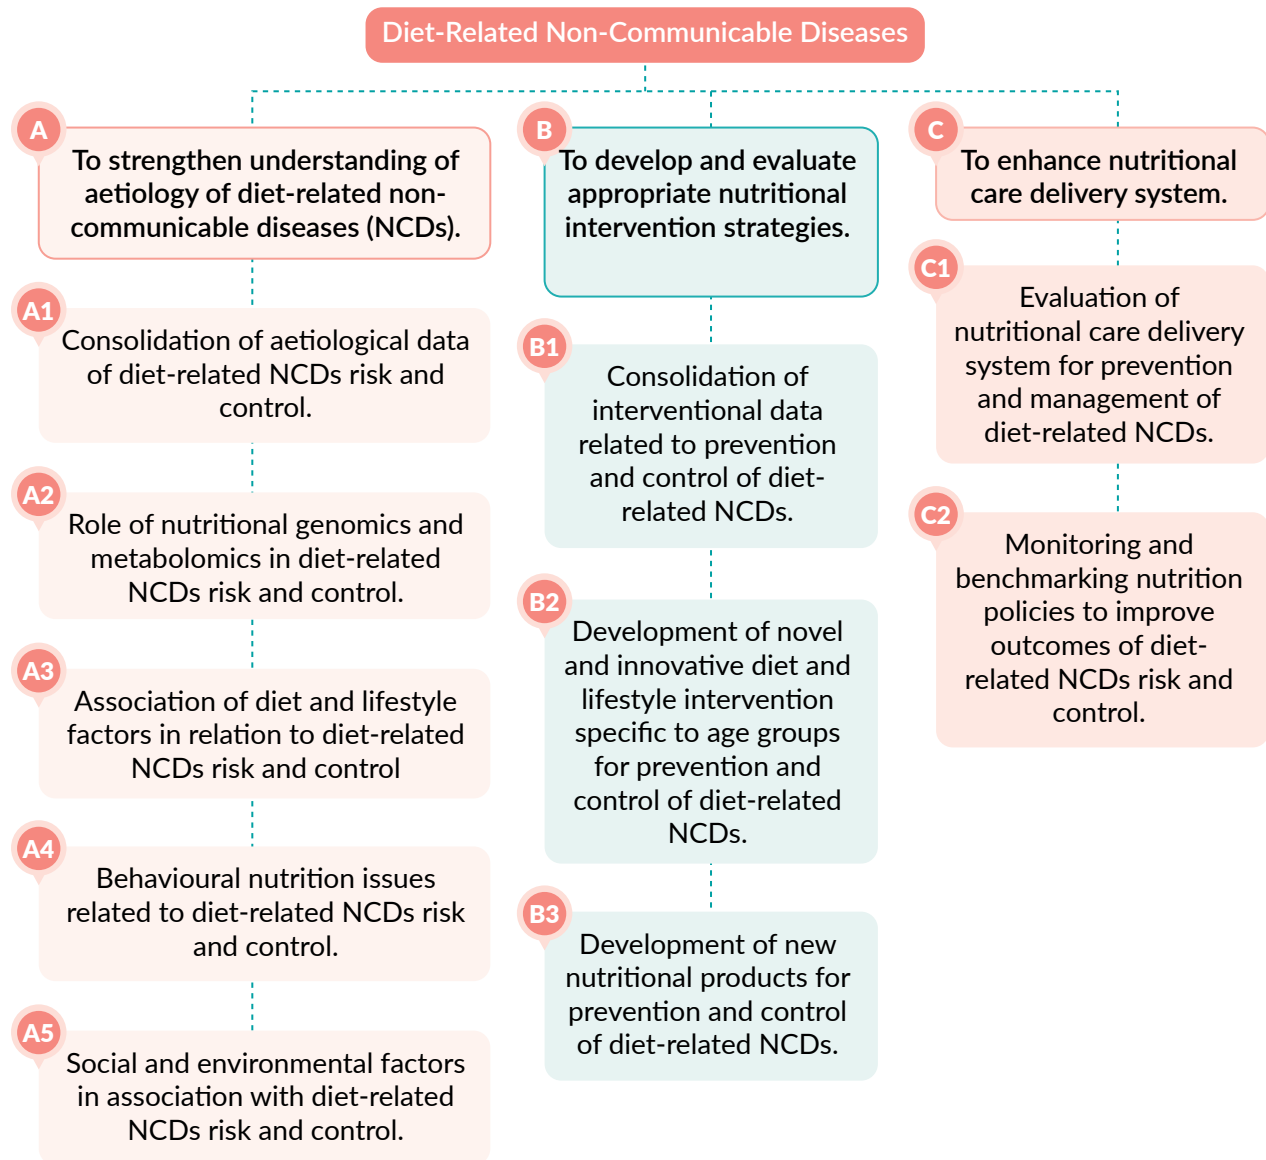 Diet-Related Non-Communicable Diseases
A
To strengthen understanding of
aetiology of diet-related non-
communicable diseases (NCDs).
A1
Consolidation of aetiological data
of diet-related NCDs risk and
control.
A2
Role of nutritional genomics and
metabolomics in diet-related
NCDs risk and control.
A3
Association of diet and lifestyle
factors in relation to diet-related
NCDs risk and control
A4
Behavioural nutrition issues
related to diet-related NCDs risk
and control.
A5
Social and environmental factors
in association with diet-related
NCDs risk and control.
B
To develop and evaluate
appropriate nutritional
intervention strategies.
B1
Consolidation of
interventional data
related to prevention
and control of diet-
related NCDs.
B2
Development of novel
and innovative diet and
lifestyle intervention
specific to age groups
for prevention and
control of diet-related
NCDs.
B3
Development of new
nutritional products for
prevention and control
of diet-related NCDs.
C
To enhance nutritional
care delivery system.
C1
Evaluation of
nutritional care delivery
system for prevention
and management of
diet-related NCDs.
C2
Monitoring and
benchmarking nutrition
policies to improve
outcomes of diet-
related NCDs risk and
control.